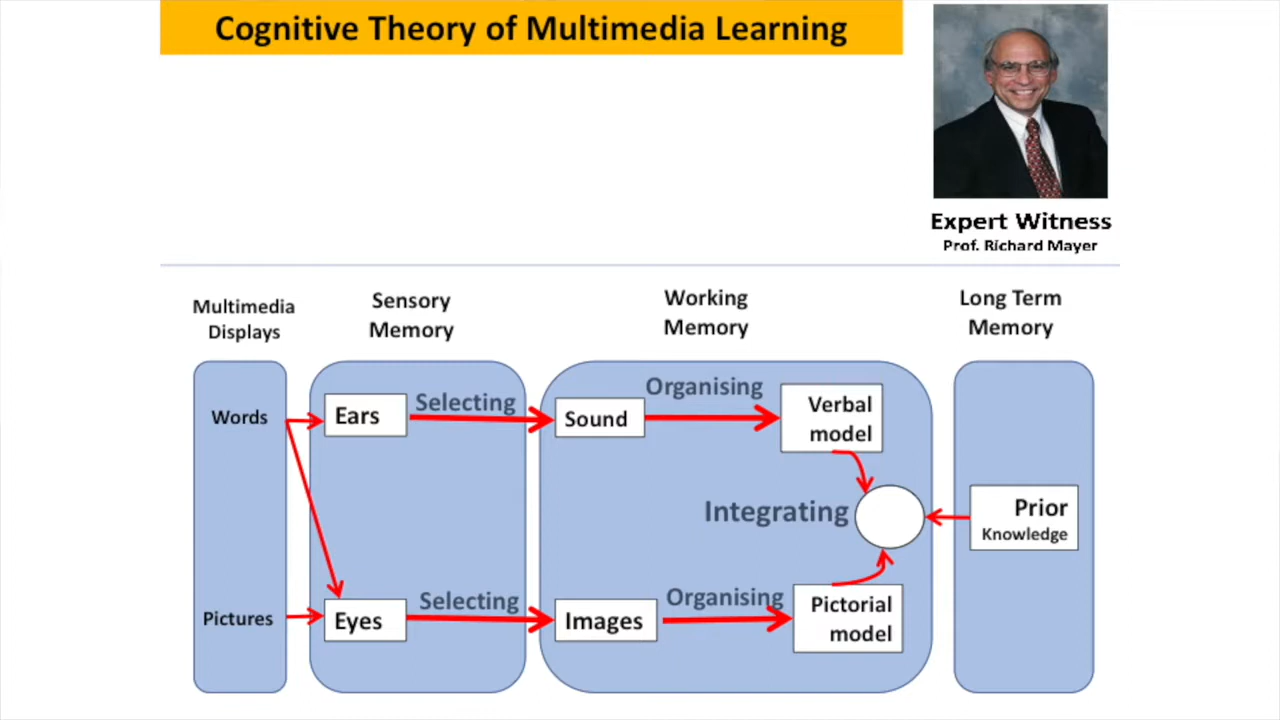 Cognitive Theory of Multimedia Learning
Expert Witness
Prof. Richard Mayer
Multimedia
Displays
Sensory
Memory
Working
Memory
Long Term
Memory
Words
Ears
Selecting
Sound
Organising
Verbal
model
Integrating
Prior
Knowledge
Pictures
Eyes
Selecting
Images
Organising
Pictorial
model